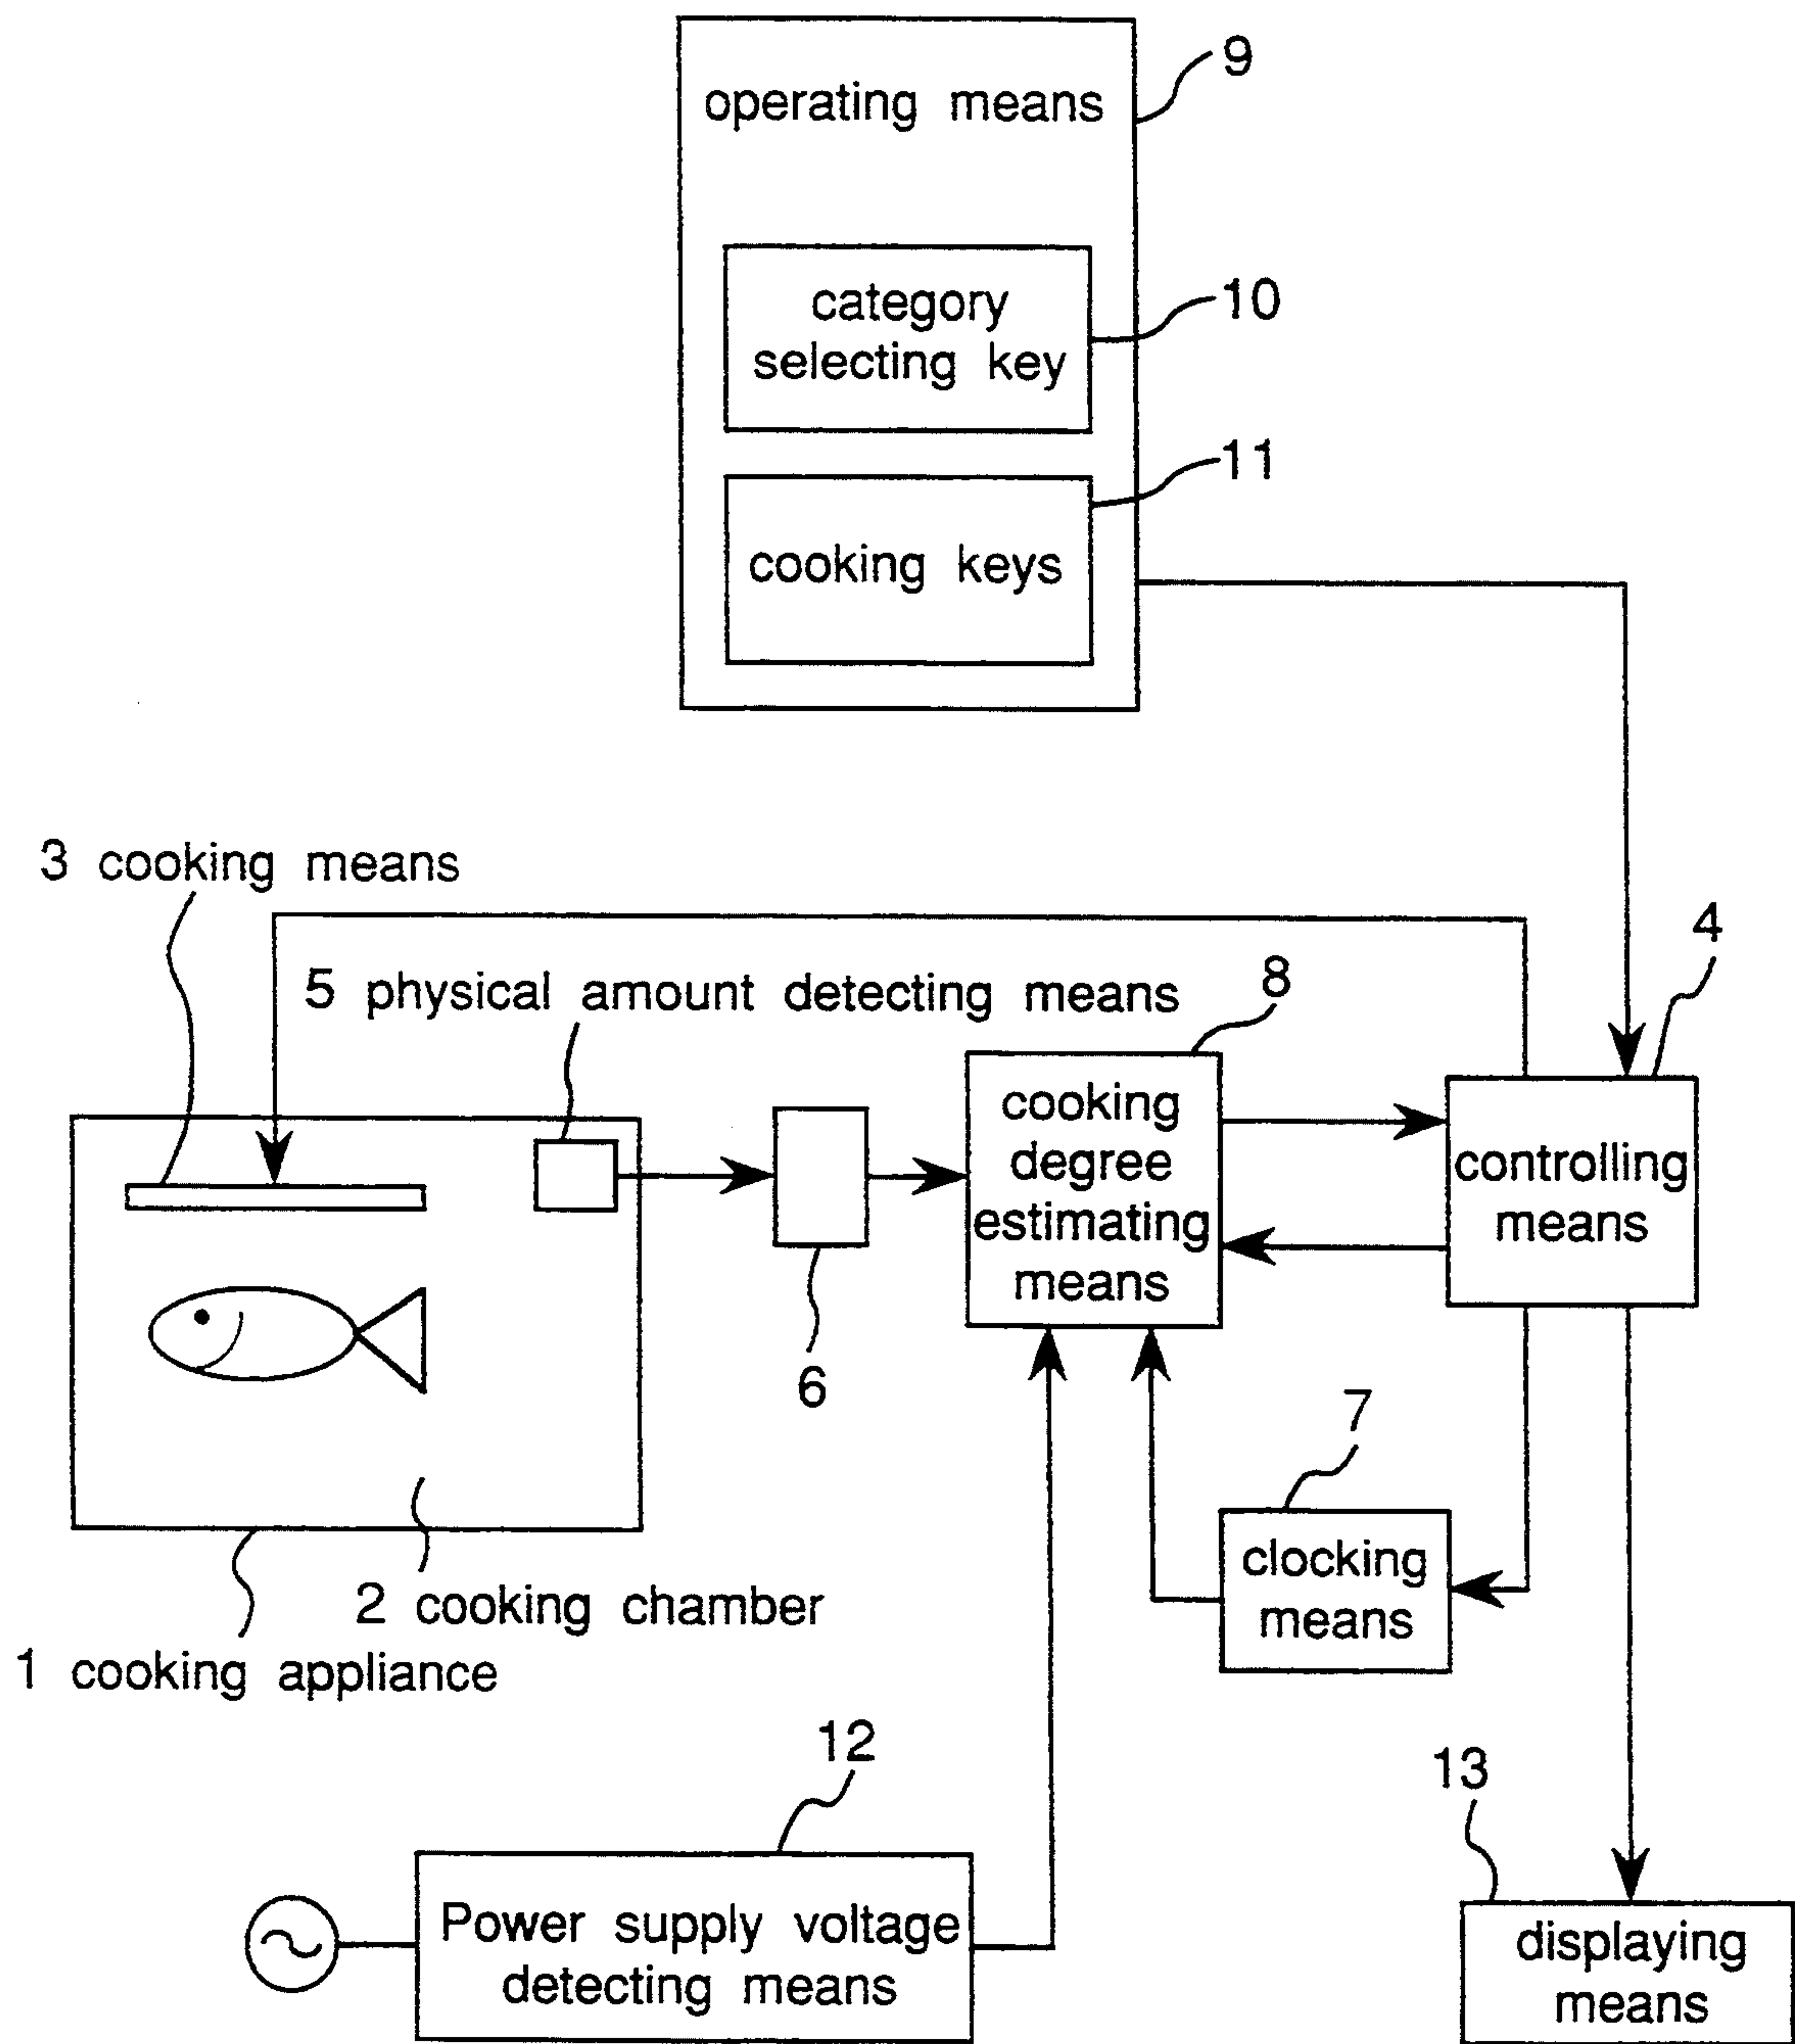 9
operating means
10
category
selecting key
11
cooking keys
3 cooking means
4
5 physical amount detecting means
8
cooking
degree
estimating
means
controlling
means
6
7
clocking
means
2 cooking chamber
1 cooking appliance
12
13
Power supply voltage
detecting means
displaying
means